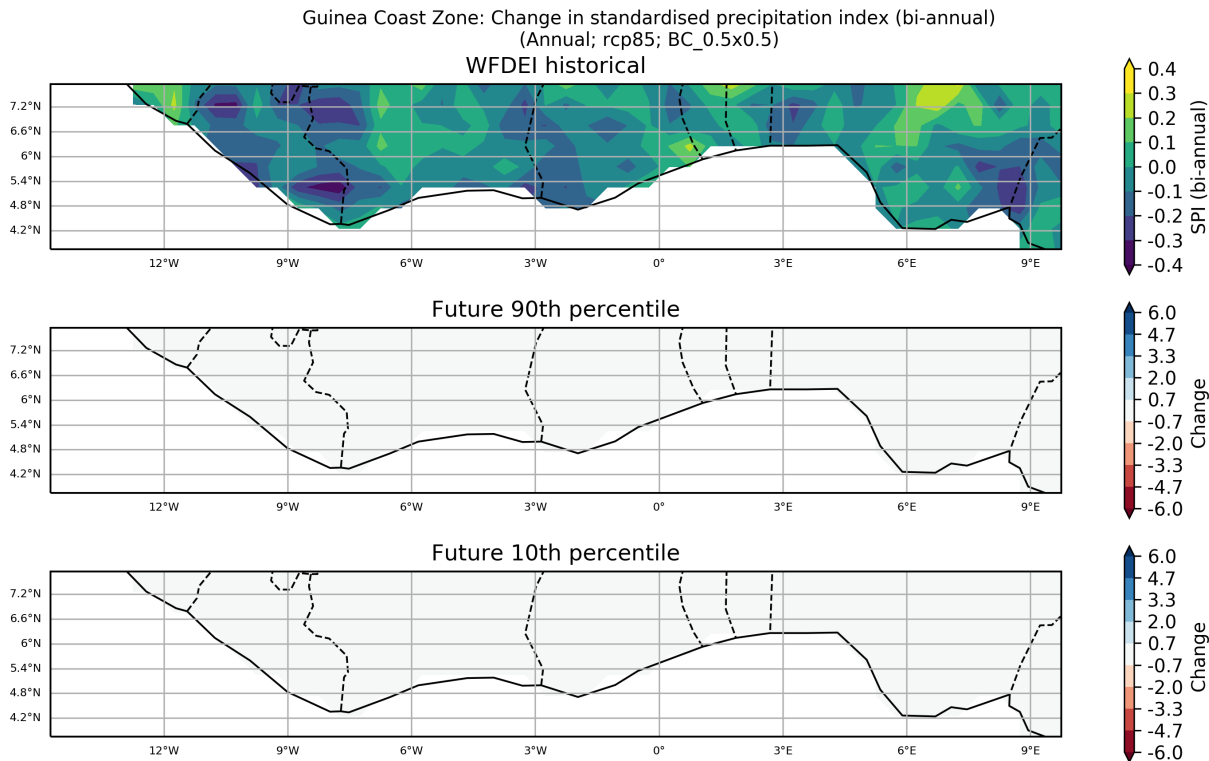 Guinea Coast Zone: Change in standardised precipitation index (bi-annual)
(Annual; rcp85; BC_0.5x0.5)
WFDEI historical
7.2°N
6.6°N
6°N
5.4°N
4.8°N
4.2°N
12°W 9°W 6°W 3°W 0° 3°E 6°E 9°E
0.4
0.3
0.2
0.1
0.0
-0.1
-0.2
-0.3
-0.4
SPI (bi-annual)
Future 90th percentile
7.2°N
6.6°N
6°N
5.4°N
4.8°N
4.2°N
12°W 9°W 6°W 3°W 0° 3°E 6°E 9°E
6.0
4.7
3.3
2.0
0.7
-0.7
-2.0
-3.3
-4.7
-6.0
Change
Future 10th percentile
7.2°N
6.6°N
6°N
5.4°N
4.8°N
4.2°N
12°W 9°W 6°W 3°W 0° 3°E 6°E 9°E
6.0
4.7
3.3
2.0
0.7
-0.7
-2.0
-3.3
-4.7
-6.0
Change